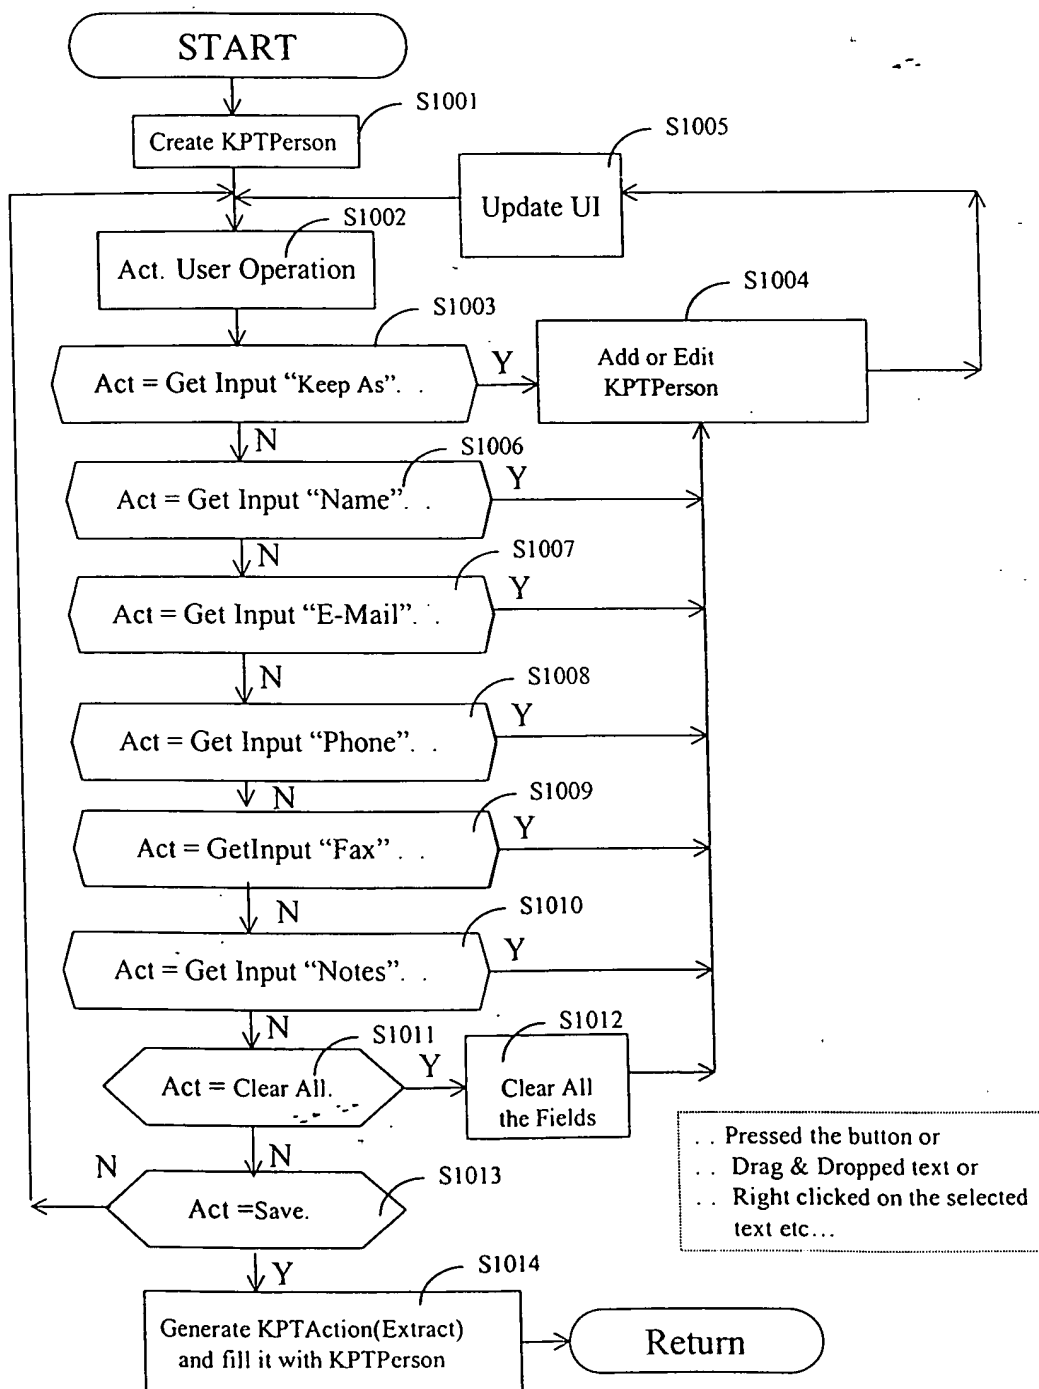 START
S1001
Create KPTPerson
S1005
Update UI
S1002
Act. User Operation
S1003
S1004
Act = Get Input “Keep As”. .
Y
Add or Edit
KPTPerson
N
S1006
Act = Get Input “Name”. .
Y
N
S1007
Act = Get Input “E-Mail”. .
Y
N
S1008
Act = Get Input “Phone”. .
Y
N
S1009
Act = GetInput “Fax” . .
Y
N
S1010
Act = Get Input “Notes”. .
Y
N
S1011
S1012
Act = Clear All.
Y
Clear All
the Fields
N
. . Pressed the button or
. . Drag & Dropped text or
. . Right clicked on the selected
text etc...
N
S1013
Act =Save.
Y
S1014
Generate KPTAction(Extract)
and fill it with KPTPerson
Return